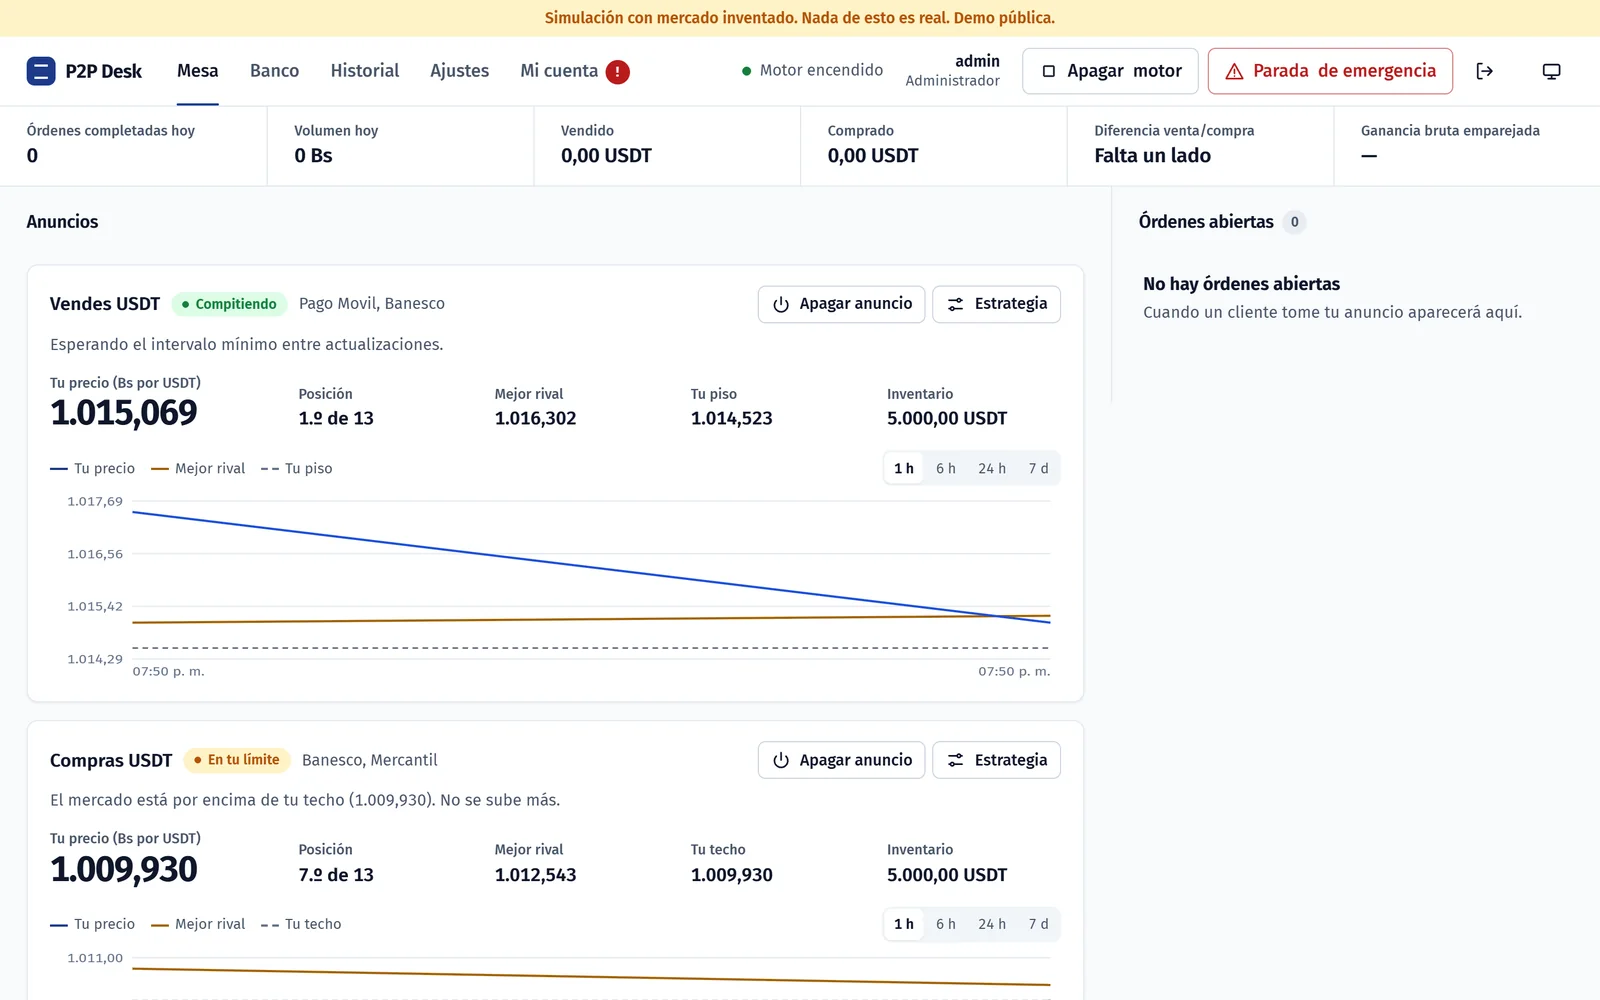 Simulación con mercado inventado. Nada de esto es real. Demo pública.
P2P Desk
Mesa
Banco
Historial
Ajustes
Mi cuenta !
Motor encendido
admin
Administrador
Apagar motor
Parada de emergencia
Órdenes completadas hoy
0
Volumen hoy
0 Bs
Vendido
0,00 USDT
Comprado
0,00 USDT
Diferencia venta/compra
Falta un lado
Ganancia bruta emparejada
—
Anuncios
Vendes USDT
Compitiendo
Pago Movil, Banesco
Apagar anuncio
Estrategia
Esperando el intervalo mínimo entre actualizaciones.
Tu precio (Bs por USDT)
1.015,069
Posición
1.º de 13
Mejor rival
1.016,302
Tu piso
1.014,523
Inventario
5.000,00 USDT
Tu precio
Mejor rival
Tu piso
1 h
6 h
24 h
7 d
1.017,69
1.016,56
1.015,42
1.014,29
07:50 p. m.
07:50 p. m.
Compras USDT
En tu límite
Banesco, Mercantil
Apagar anuncio
Estrategia
El mercado está por encima de tu techo (1.009,930). No se sube más.
Tu precio (Bs por USDT)
1.009,930
Posición
7.º de 13
Mejor rival
1.012,543
Tu techo
1.009,930
Inventario
5.000,00 USDT
Tu precio
Mejor rival
Tu techo
1 h
6 h
24 h
7 d
1.011,00
Órdenes abiertas 0
No hay órdenes abiertas
Cuando un cliente tome tu anuncio aparecerá aquí.